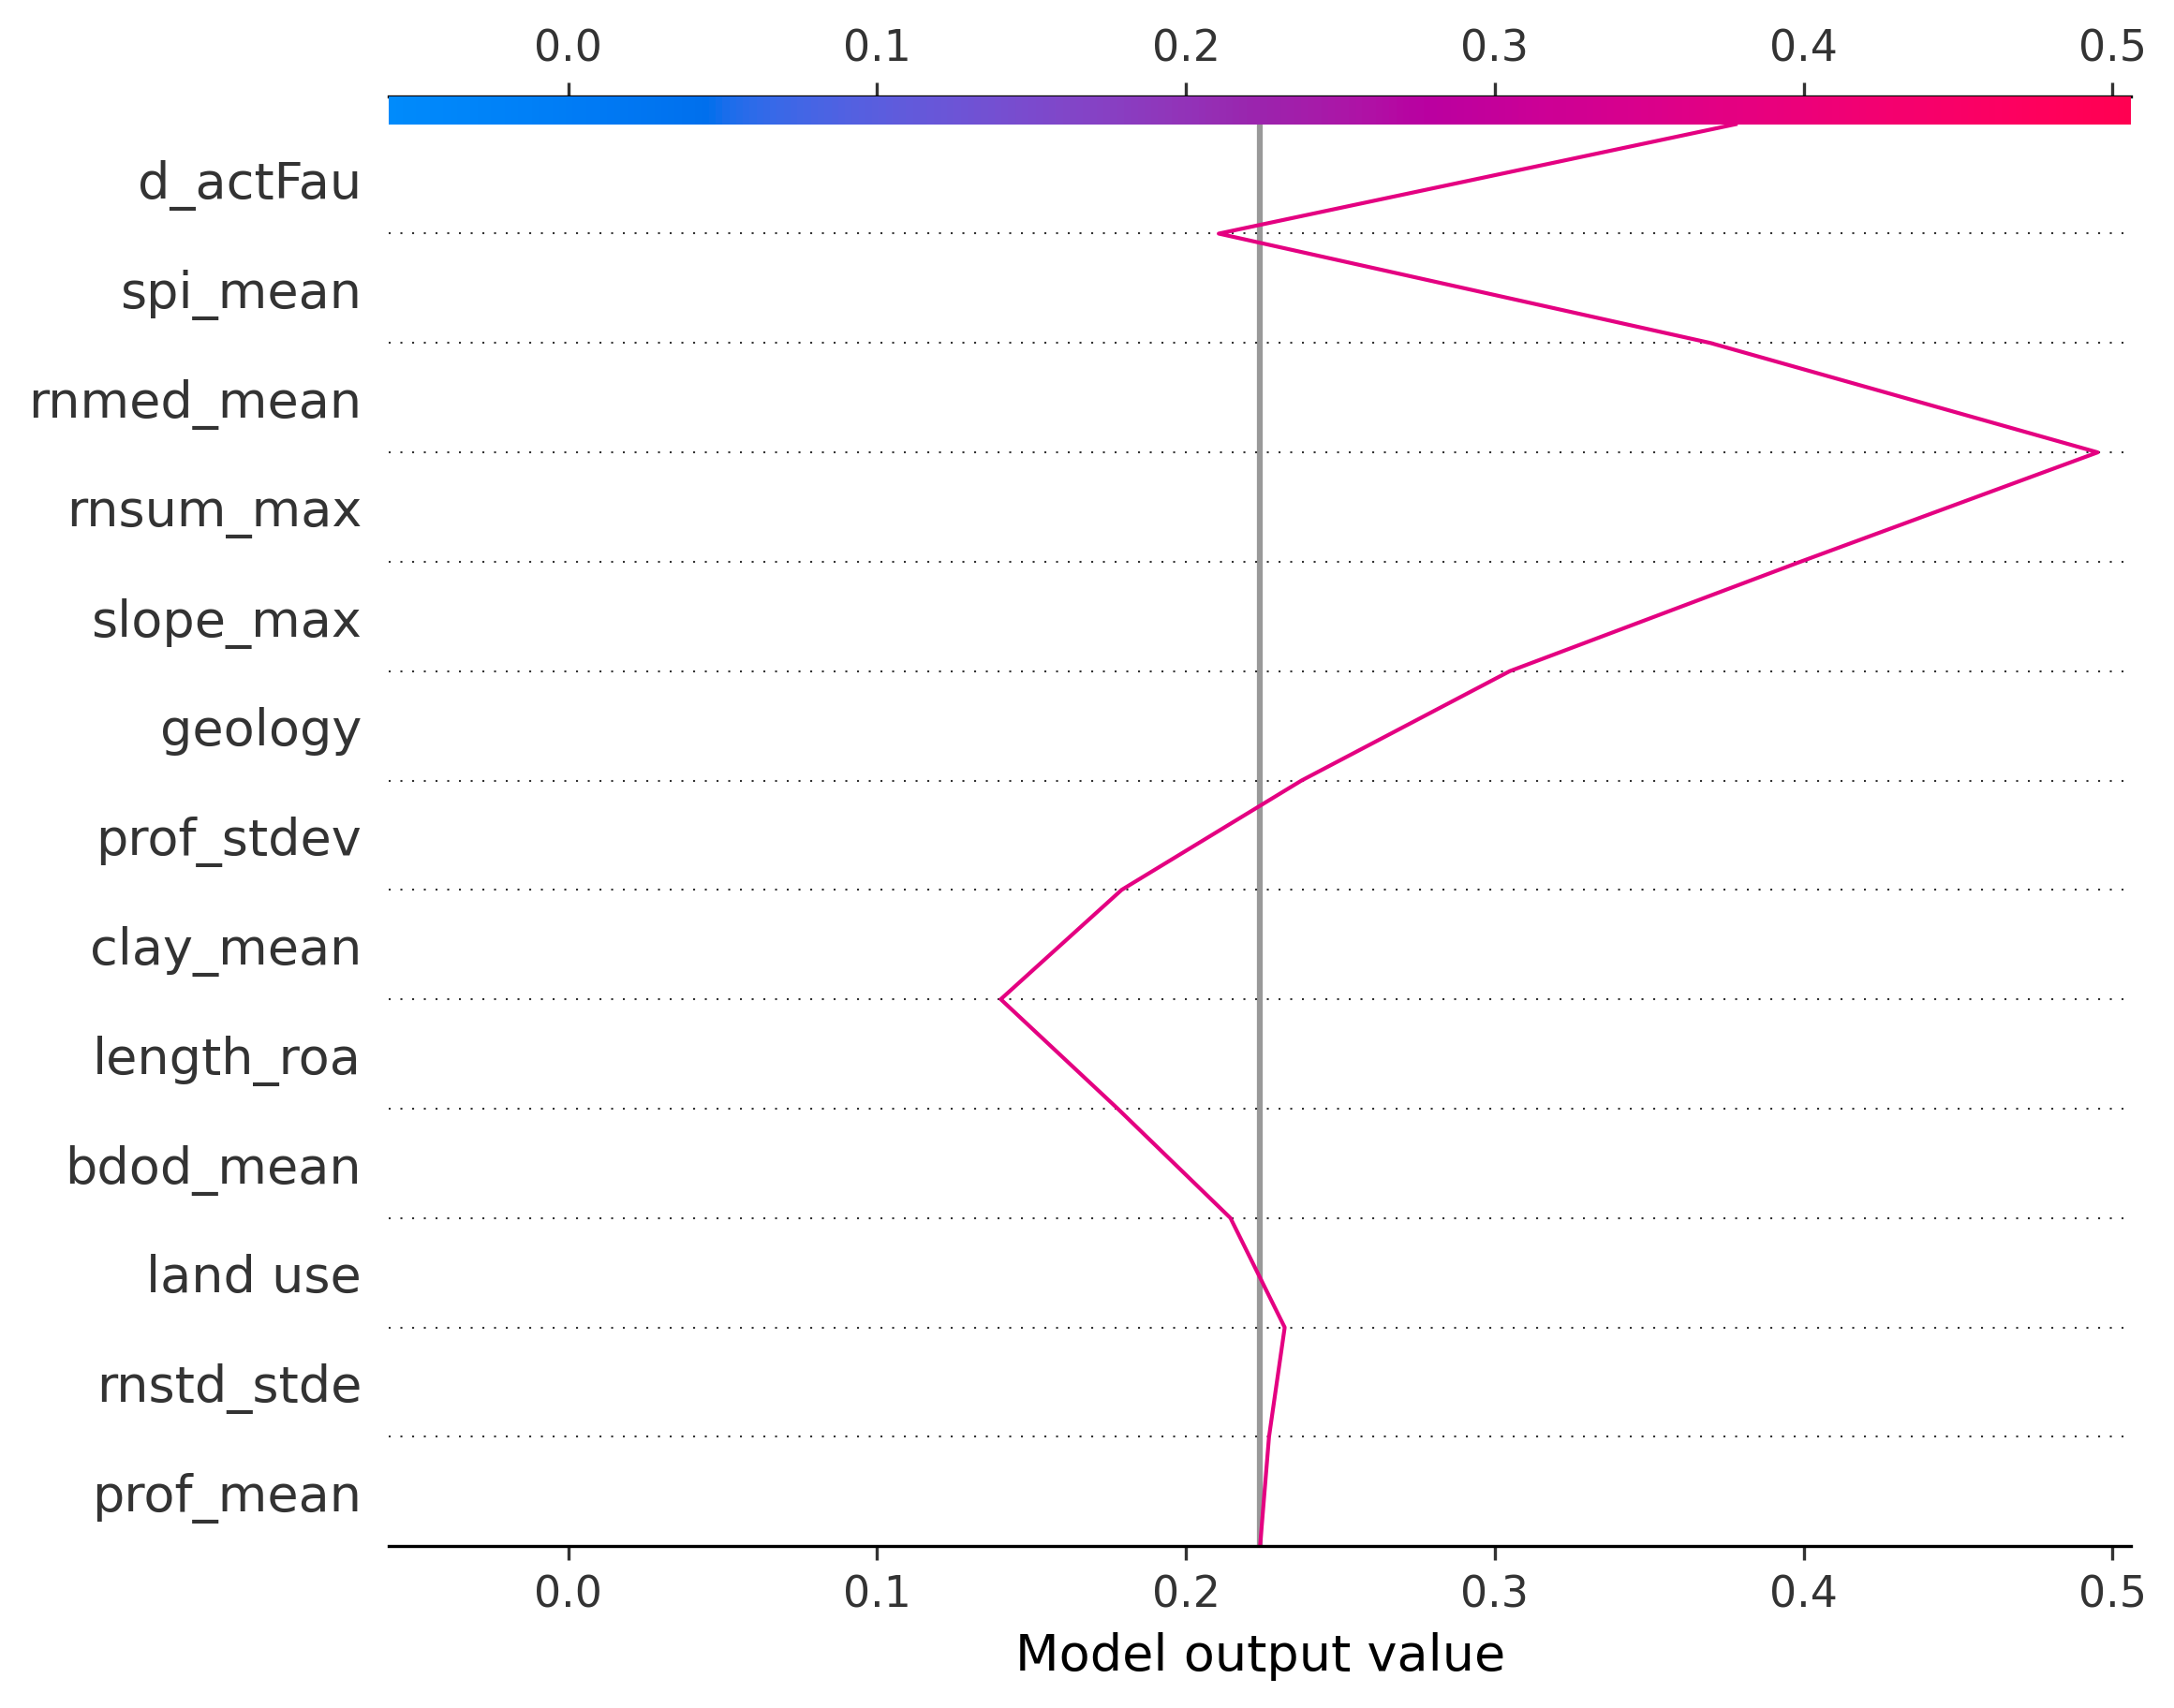 0.0 0.1 0.2 0.3 0.4 0.5
d_actFau
spi_mean
rnmed_mean
rnsum_max
slope_max
geology
prof_stdev
clay_mean
length_roa
bdod_mean
land use
rnstd_stde
prof_mean
0.0 0.1 0.2 0.3 0.4 0.5
Model output value